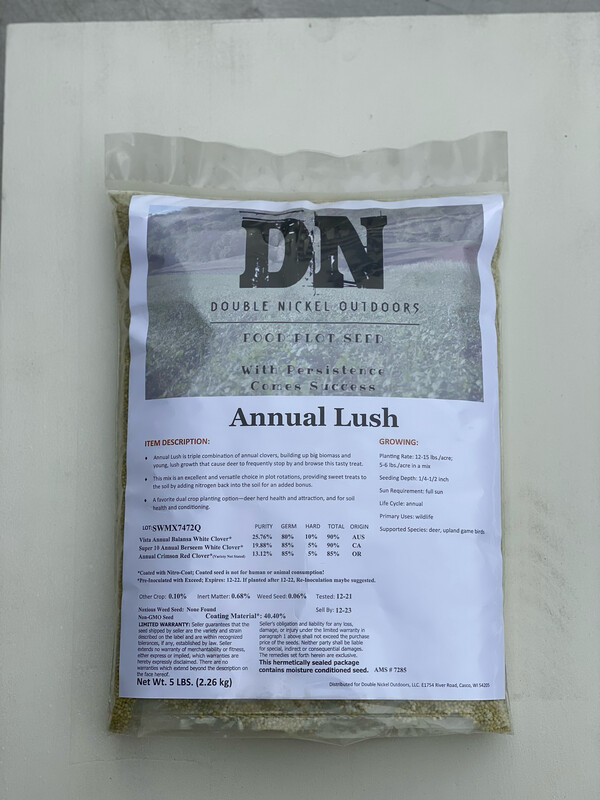 DN
DOUBLE NICKEL OUTDOORS
FOOD PLOT SEED
With Persistence
Comes Success
Annual Lush
ITEM DESCRIPTION:
♦ Annual Lush is triple combination of annual clovers, building up big biomass and
young, lush growth that cause deer to frequently stop by and browse this tasty treat.
♦ This mix is an excellent and versatile choice in plot rotations, providing sweet treats to
the soil by adding nitrogen back into the soil for an added bonus.
♦ A favorite dual crop planting option—deer herd health and attraction, and for soil
health and conditioning.
GROWING:
Planting Rate: 12-15 lbs./acre;
5-6 lbs./acre in a mix
Seeding Depth: 1/4-1/2 inch
Sun Requirement: full sun
Life Cycle: annual
Primary Uses: wildlife
Supported Species: deer, upland game birds
LOT: SWMX7472Q PURITY GERM HARD TOTAL ORIGIN
Vista Annual Balansa White Clover* 25.76% 80% 10% 90% AUS
Super 10 Annual Berseem White Clover* 19.88% 85% 5% 90% CA
Annual Crimson Red Clover*(Variety Not Stated) 13.12% 85% 5% 85% OR
*Coated with Nitro-Coat; Coated seed is not for human or animal consumption!
*Pre-Inoculated with Exceed; Expires: 12-22. If planted after 12-22, Re-Inoculation maybe suggested.
Other Crop: 0.10% Inert Matter: 0.68% Weed Seed: 0.06% Tested: 12-21
Noxious Weed Seed: None Found Sell By: 12-23
Non-GMO Seed Coating Material*: 40.40%
LIMITED WARRANTY: Seller guarantees that the
seed shipped by seller are the variety and strain
described on the label and are within recognized
tolerances, if any, established by law. Seller
extends no warranty of merchantability or fitness,
either express or implied, which warranties are
hereby expressly disclaimed. There are no
warranties which extend beyond the description on
the face hereof.
Seller's obligation and liability for any loss,
damage, or injury under the limited warranty in
paragraph 1 above shall not exceed the purchase
price of the seeds. Neither party shall be liable
for special, indirect or consequential damages.
The remedies set forth herein are exclusive.
This hermetically sealed package
contains moisture conditioned seed. AMS # 7285
Net Wt. 5 LBS. (2.26 kg)
Distributed for Double Nickel Outdoors, LLC. E1754 River Road, Casco, WI 54205